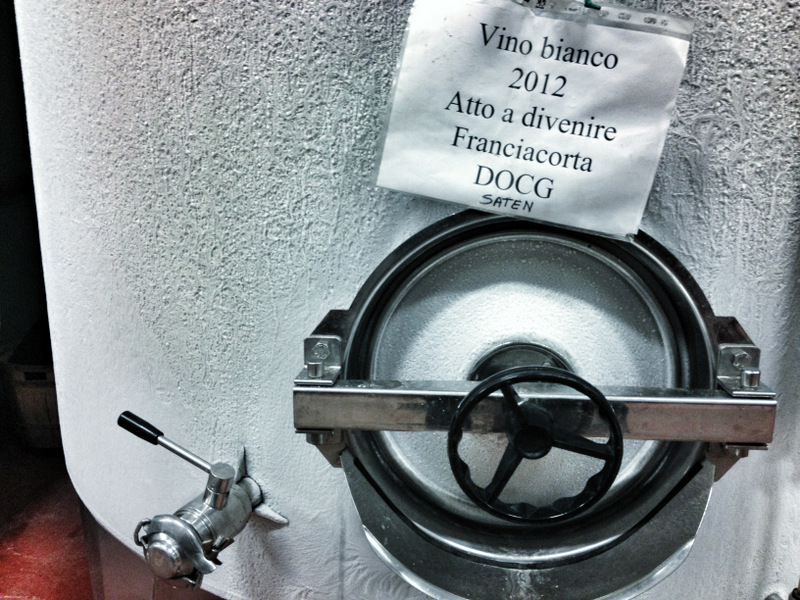 Vino bianco
2012
Atto a divenire
Franciacorta
DOCG
SATEN